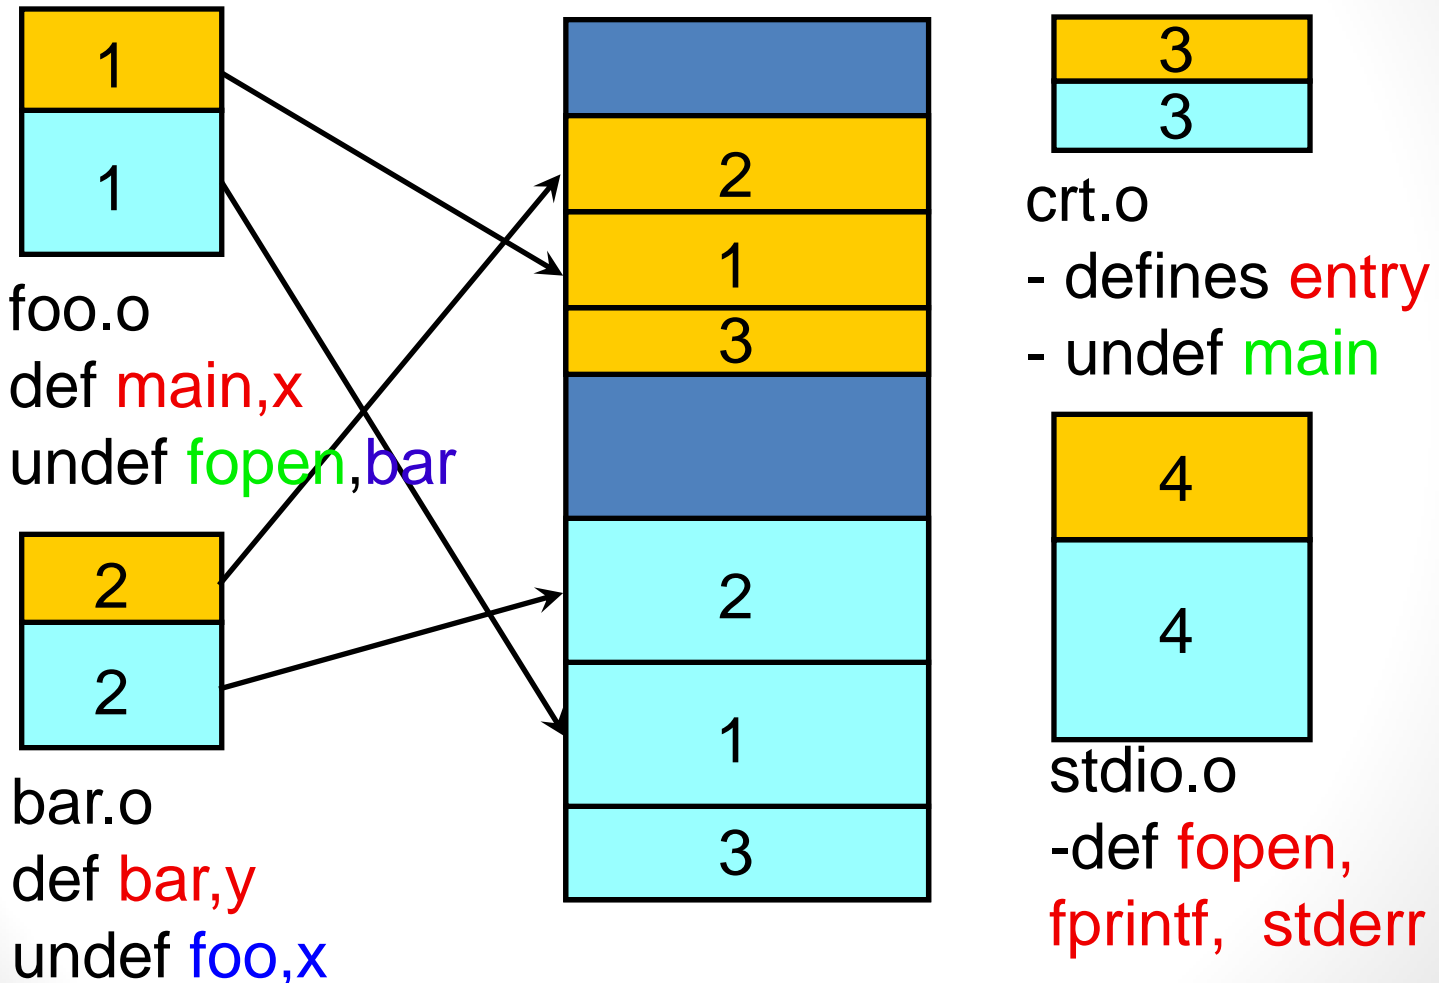 1
1
foo.o
def main,x
undef fopen,bar
2
2
bar.o
def bar,y
undef foo,x
2
1
3
2
1
3
3
3
crt.o
- defines entry
- undef main
4
4
stdio.o
-def fopen,
fprintf, stderr